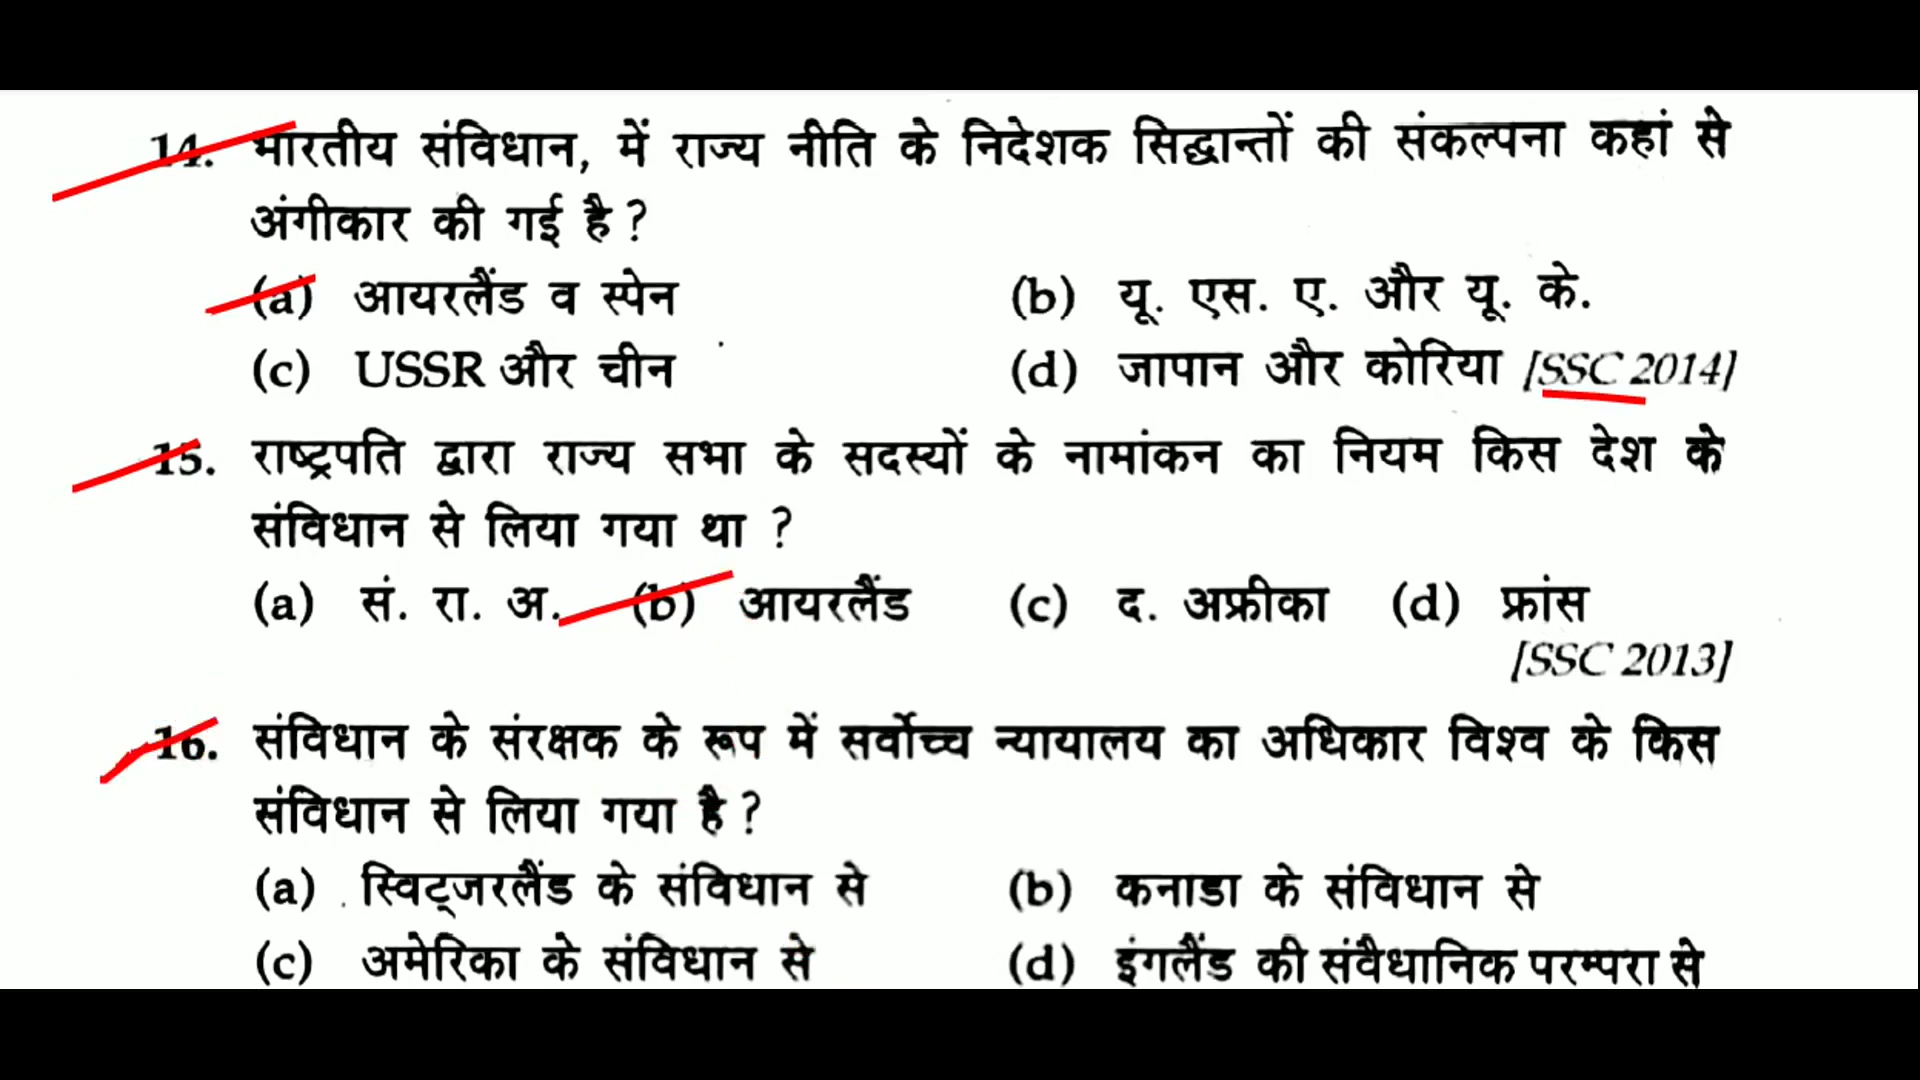 14. भारतीय संविधान, में राज्य नीति के निदेशक सिद्धान्तों की संकल्पना कहां से
अंगीकार की गई है ?
(a) आयरलैंड व स्पेन (b) यू. एस. ए. और यू. के.
(c) USSR और चीन (d) जापान और कोरिया [SSC 2014]
15. राष्ट्रपति द्वारा राज्य सभा के सदस्यों के नामांकन का नियम किस देश के
संविधान से लिया गया था ?
(a) सं. रा. अ. (b) आयरलैंड (c) द. अफ्रीका (d) फ्रांस
[SSC 2013]
16. संविधान के संरक्षक के रूप में सर्वोच्च न्यायालय का अधिकार विश्व के किस
संविधान से लिया गया है ?
(a) स्विट्जरलैंड के संविधान से (b) कनाडा के संविधान से
(c) अमेरिका के संविधान से (d) इंगलैंड की संवैधानिक परम्परा से